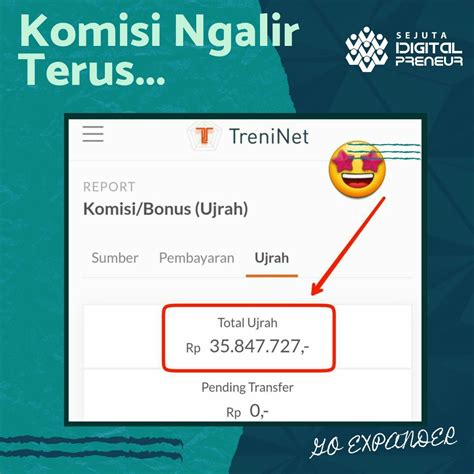 Komisi Ngalir
Terus...
SEJUTA
DIGITAL
PRENEUR
TreniNet
REPORT
Komisi/Bonus (Ujrah)
Sumber Pembayaran Ujrah
Total Ujrah
Rp 35.847.727,-
Pending Transfer
Rp 0,-
GO EXPANDER